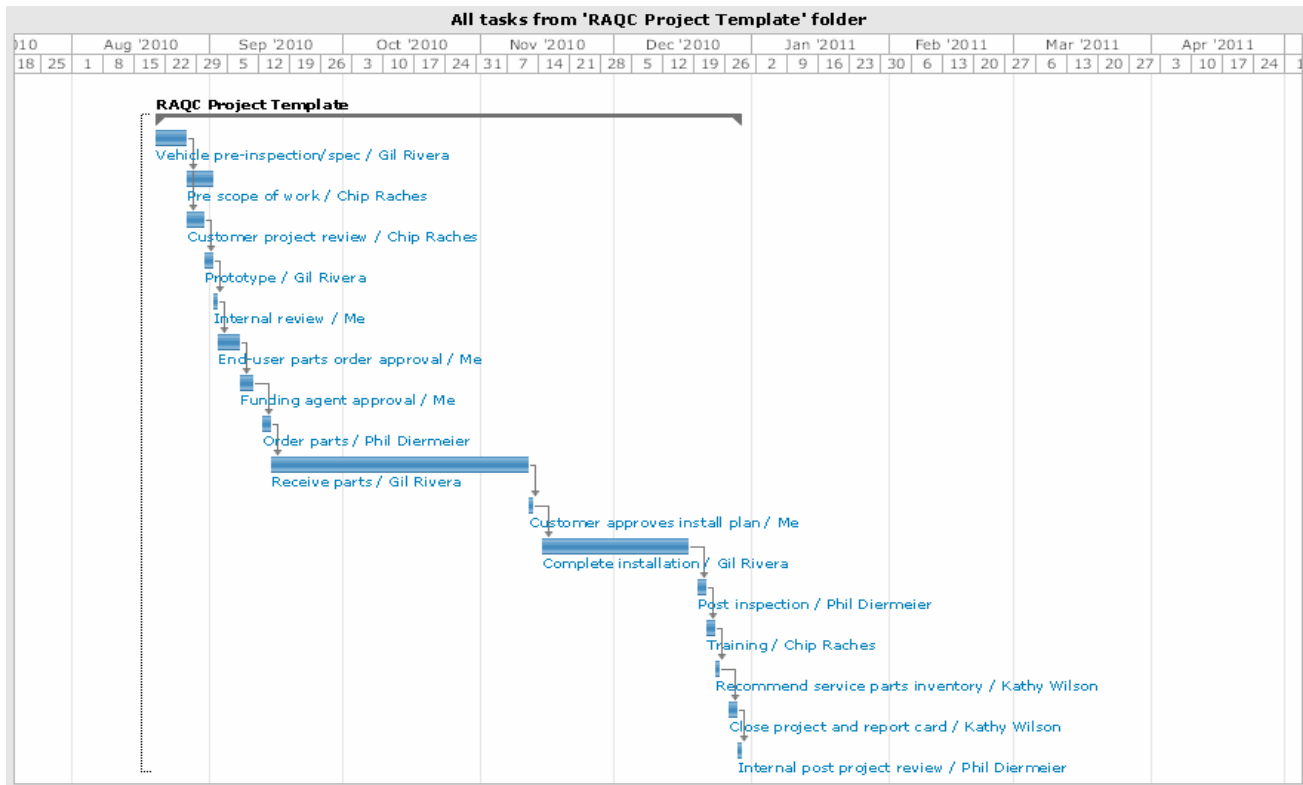 All tasks from 'RAQC Project Template' folder
010 Aug '2010 Sep '2010 Oct '2010 Nov '2010 Dec '2010 Jan '2011 Feb '2011 Mar '2011 Apr '2011
18 25 1 8 15 22 29 5 12 19 26 3 10 17 24 31 7 14 21 28 5 12 19 26 2 9 16 23 30 6 13 20 27 6 13 20 27 3 10 17 24 1
RAQC Project Template
Vehicle pre-inspection/spec / Gil Rivera
Pre scope of work / Chip Raches
Customer project review / Chip Raches
Prototype / Gil Rivera
Internal review / Me
End-user parts order approval / Me
Funding agent approval / Me
Order parts / Phil Diermeier
Receive parts / Gil Rivera
Customer approves install plan / Me
Complete installation / Gil Rivera
Post inspection / Phil Diermeier
Training / Chip Raches
Recommend service parts inventory / Kathy Wilson
Close project and report card / Kathy Wilson
Internal post project review / Phil Diermeier